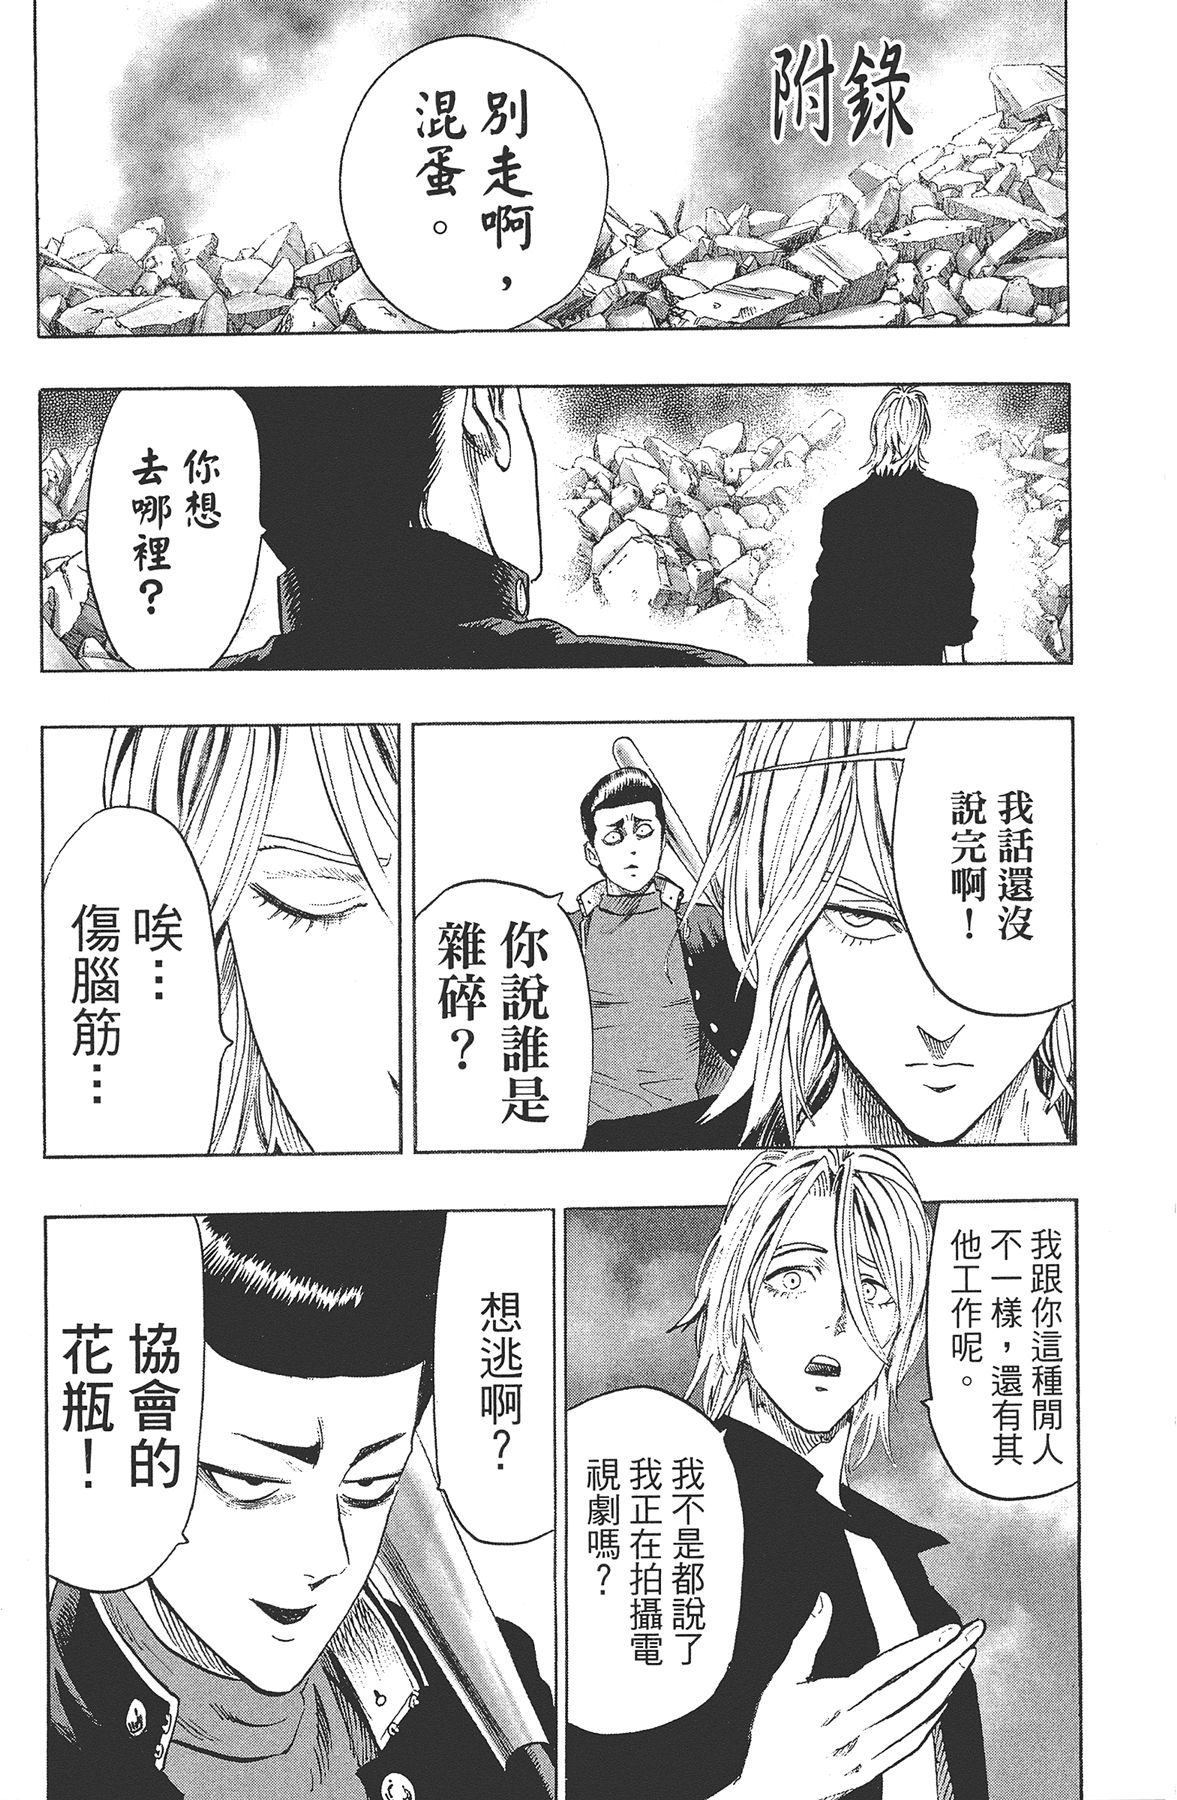 附錄
別走啊，
混蛋。
你想
去哪裡？
我話還沒
說完啊！
你說誰是
雜碎？
唉…
傷腦筋…
我跟你這種閒人
不一樣，還有其
他工作呢。
我不是都說了
我正在拍攝電
視劇嗎？
想逃啊？
協會的
花瓶！